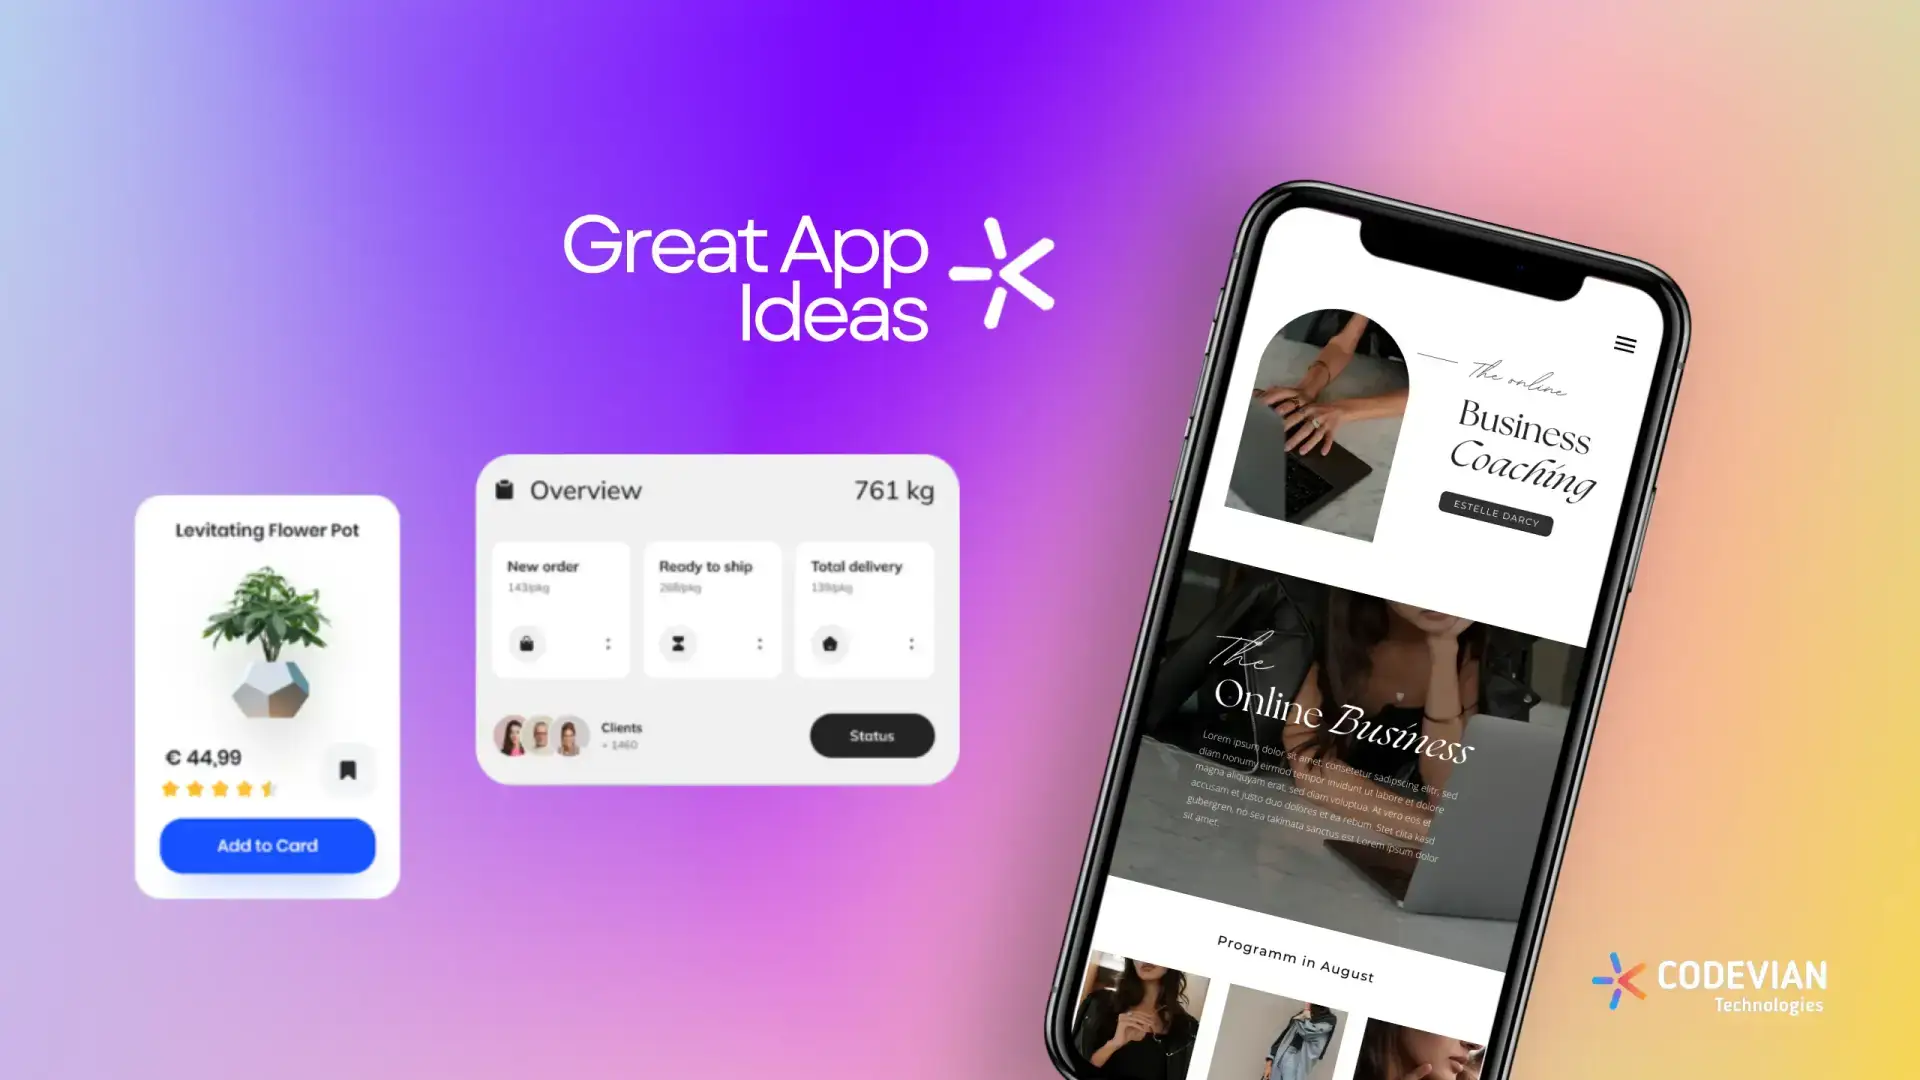 Great App
Ideas
Levitating Flower Pot
€ 44,99
Add to Card
Overview
761 kg
New order
143/pkg
Ready to ship
268/pkg
Total delivery
139/pkg
Clients
+ 1460
Status
The online
Business
Coaching
ESTELLE DARCY
The
Online Business
Lorem ipsum dolor sit amet, consetetur sadipscing elitr, sed
diam nonumy eirmod tempor invidunt ut labore et dolore
magna aliquyam erat, sed diam voluptua. At vero eos et
accusam et justo duo dolores et ea rebum. Stet clita kasd
gubergren, no sea takimata sanctus est Lorem ipsum dolor
sit amet.
Programm in August
CODEVIAN
Technologies